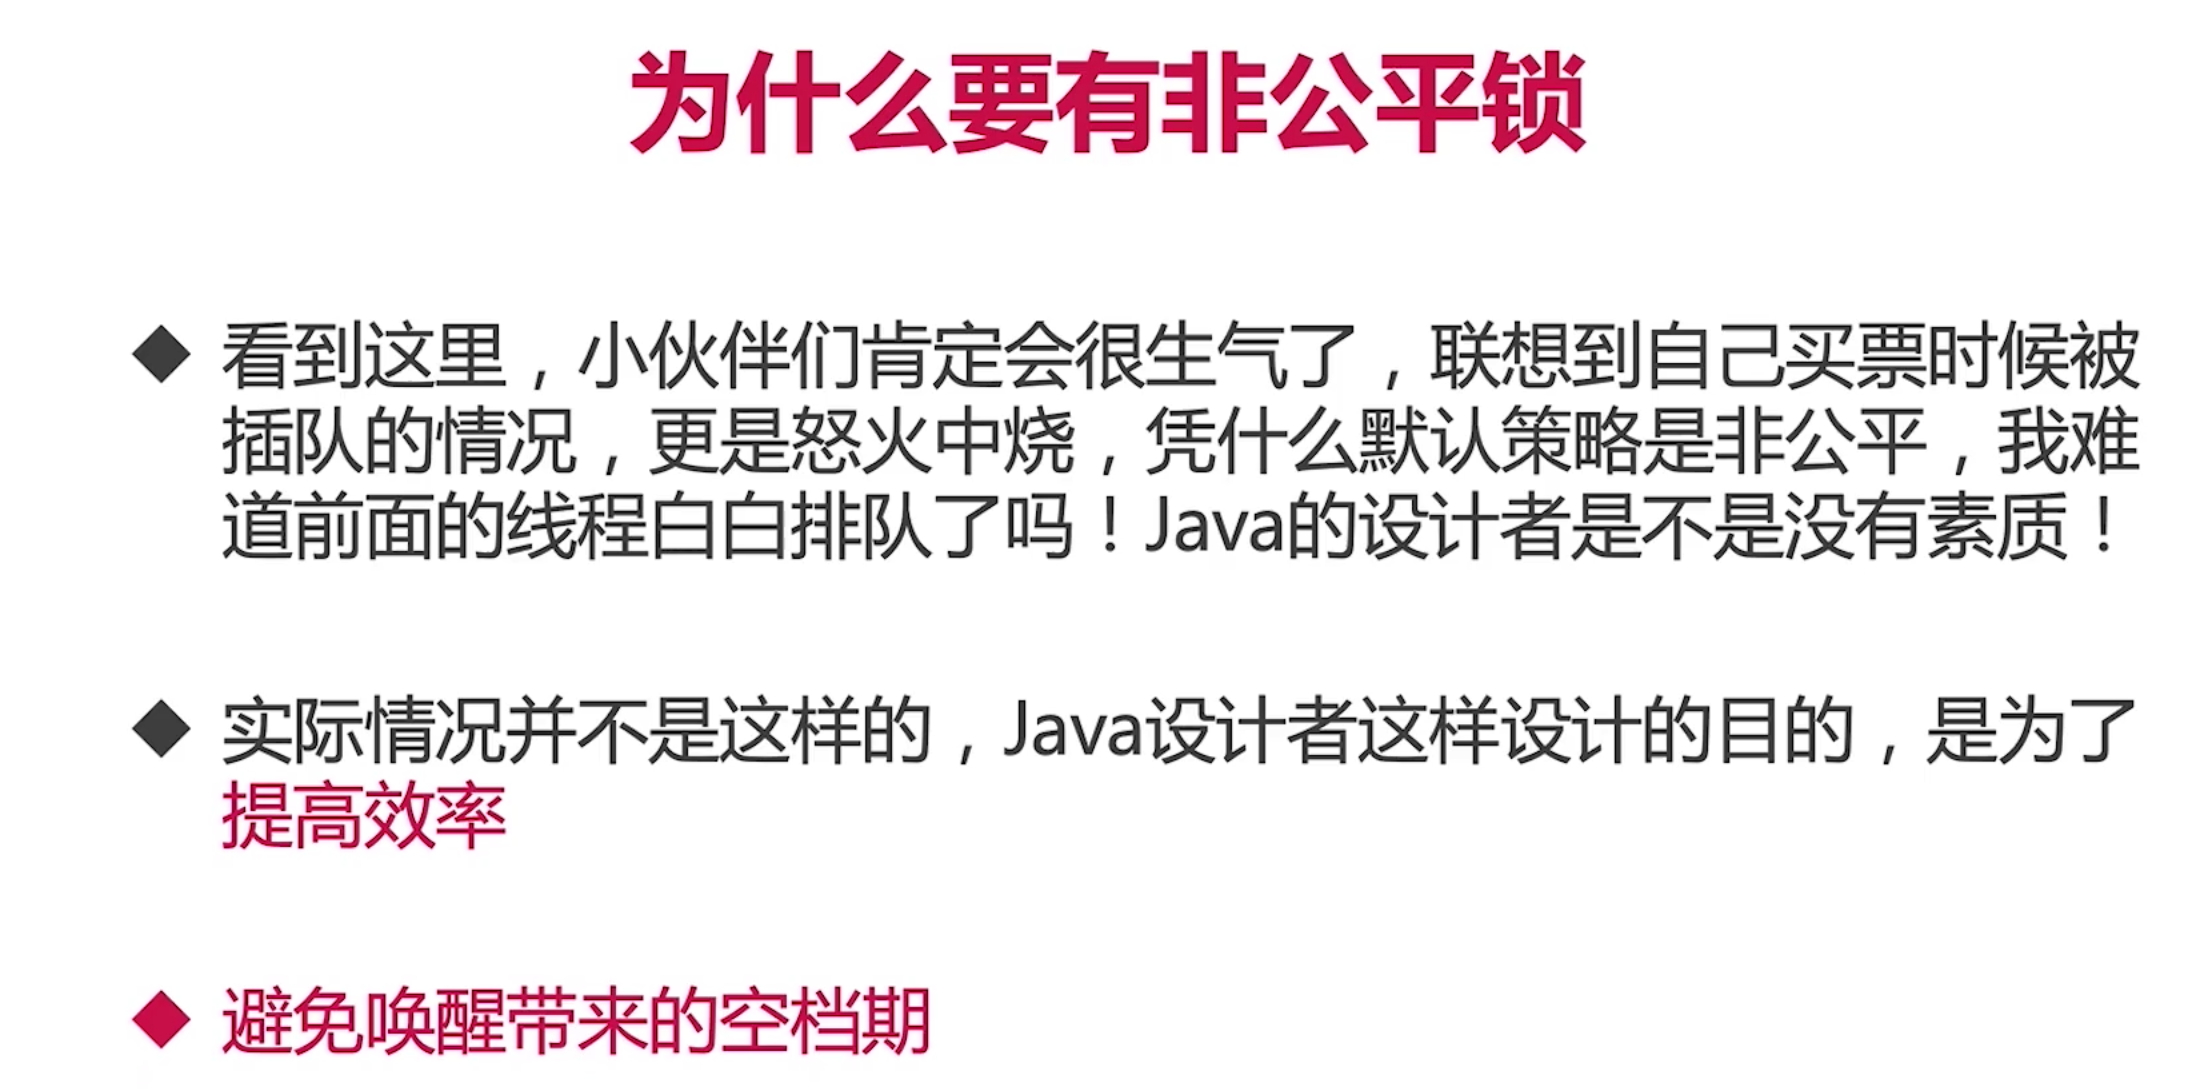 为什么要有非公平锁
看到这里，小伙伴们肯定会很生气了，联想到自己买票时候被
插队的情况，更是怒火中烧，凭什么默认策略是非公平，我难
道前面的线程白白排队了吗！Java的设计者是不是没有素质！
实际情况并不是这样的，Java设计者这样设计的目的，是为了
提高效率
避免唤醒带来的空档期